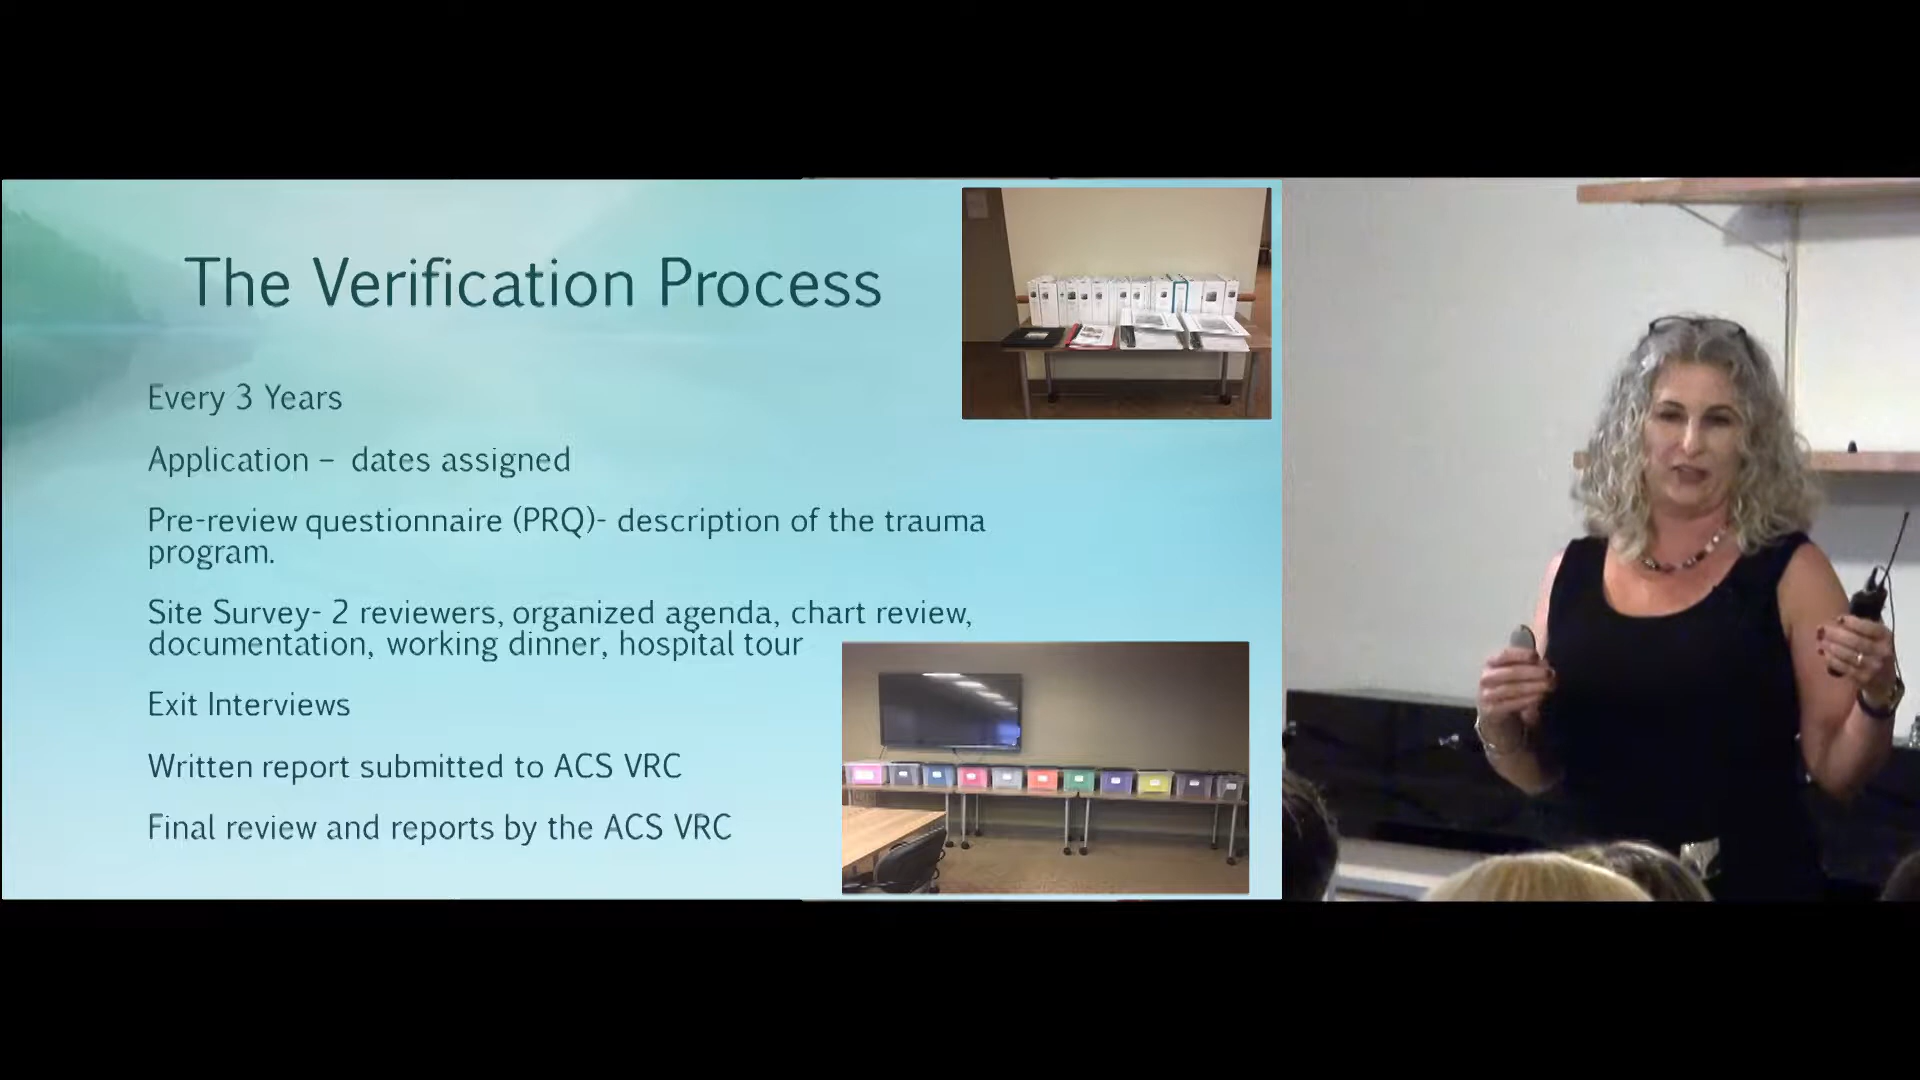 The Verification Process
Every 3 Years
Application – dates assigned
Pre-review questionnaire (PRQ)- description of the trauma
program.
Site Survey- 2 reviewers, organized agenda, chart review,
documentation, working dinner, hospital tour
Exit Interviews
Written report submitted to ACS VRC
Final review and reports by the ACS VRC